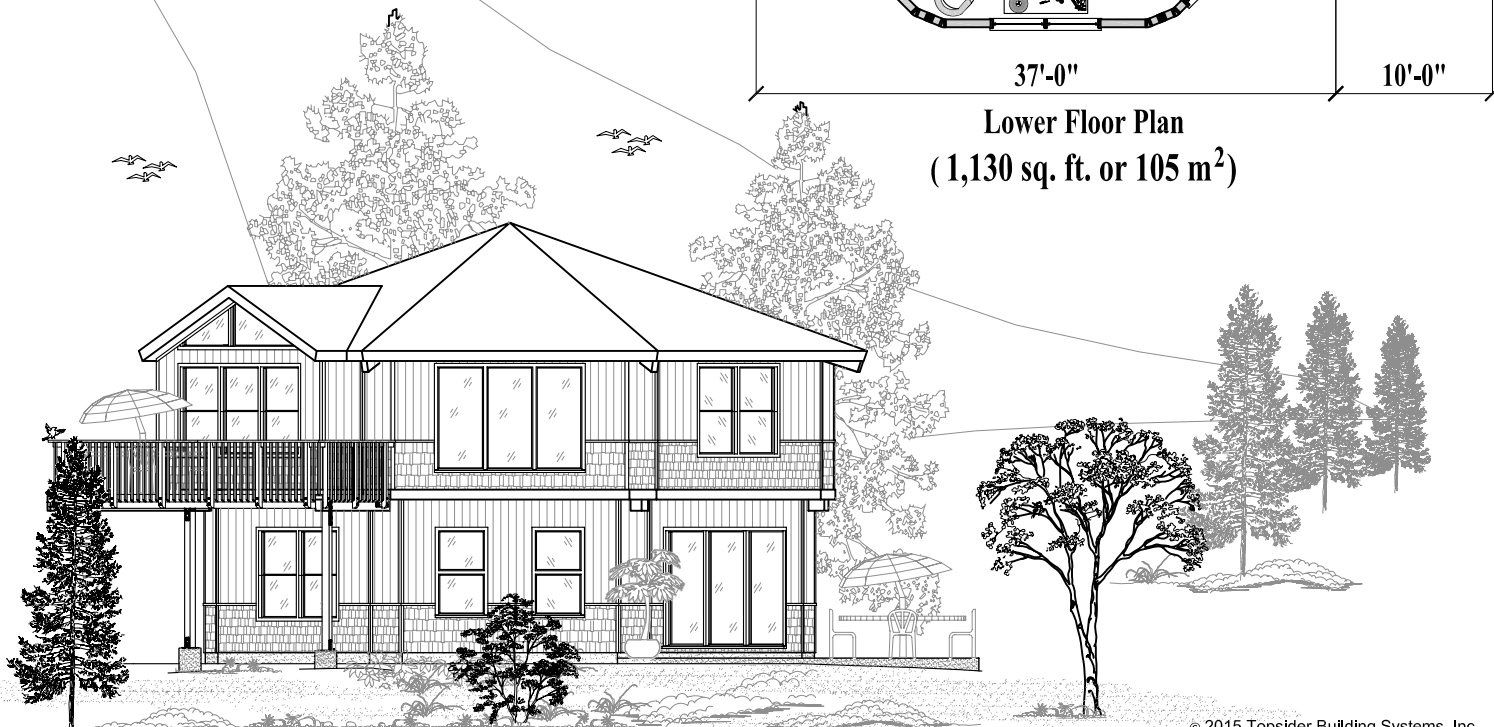 37'-0" 10'-0"
Lower Floor Plan
( 1,130 sq. ft. or 105 m²)
© 2015 Topsider Building Systems, Inc.